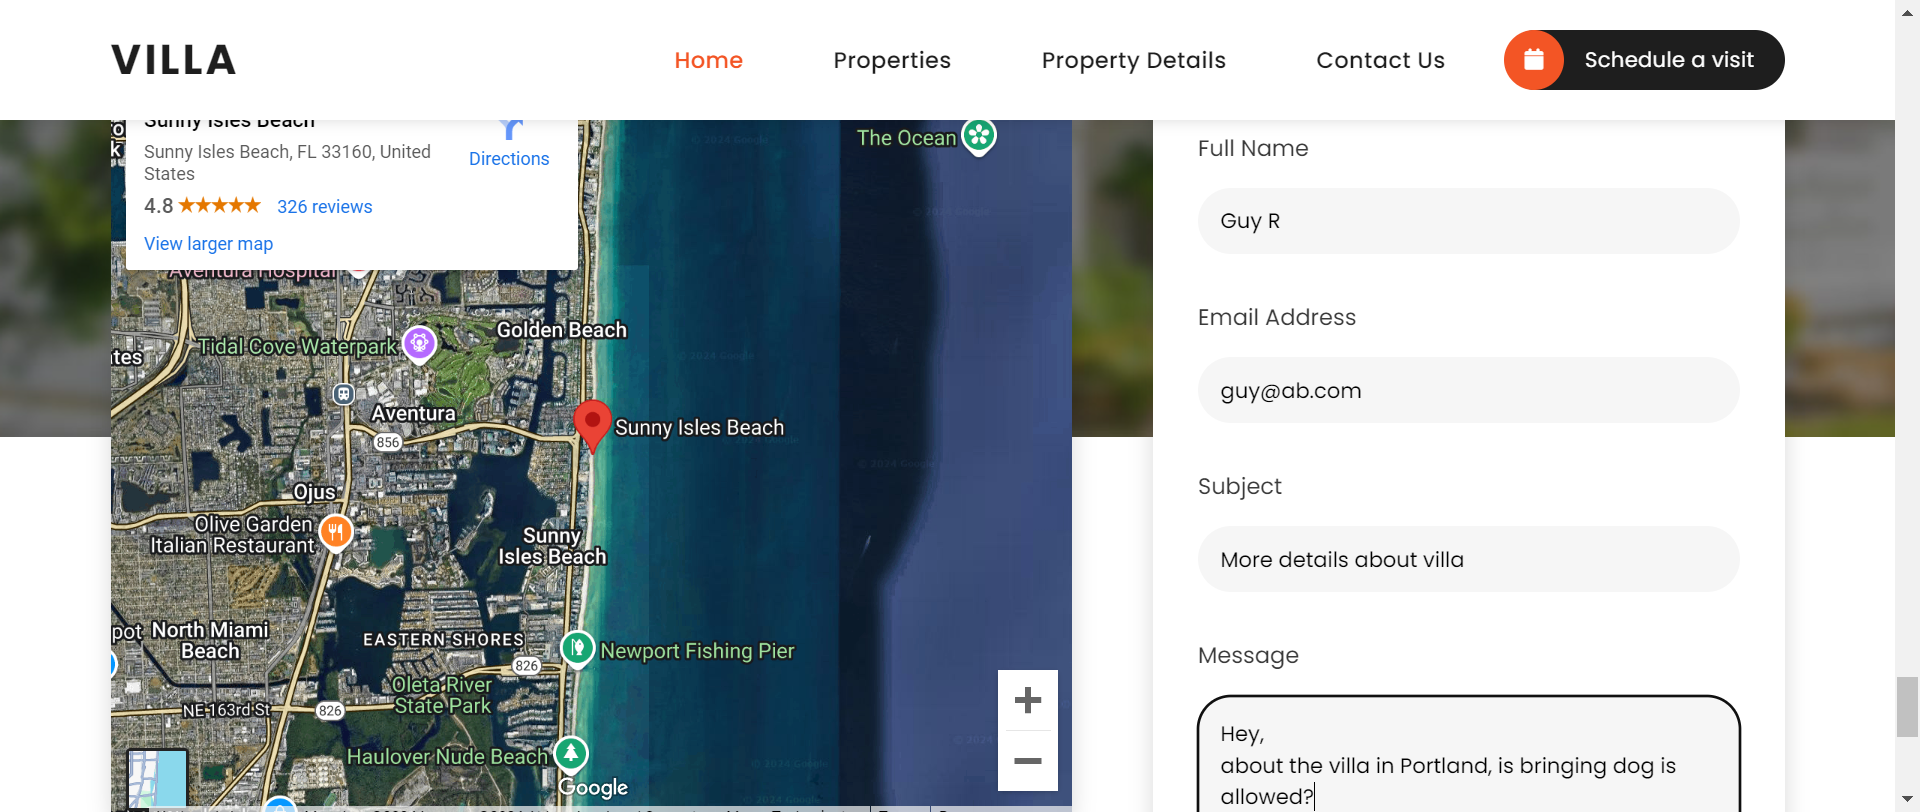 VILLA
Home
Properties
Property Details
Contact Us
Schedule a visit
Sunny Isles Beach
Sunny Isles Beach, FL 33160, United
States
Directions
4.8
326 reviews
View larger map
Aventura Hospital
The Ocean
Golden Beach
Tidal Cove Waterpark
Aventura
856
Sunny Isles Beach
Ojus
Olive Garden
Italian Restaurant
Sunny
Isles Beach
North Miami
Beach
EASTERN SHORES
826
Newport Fishing Pier
Oleta River
State Park
NE 163rd St
826
Haulover Nude Beach
Google
Full Name
Guy R
Email Address
guy@ab.com
Subject
More details about villa
Message
Hey,
about the villa in Portland, is bringing dog is
allowed?